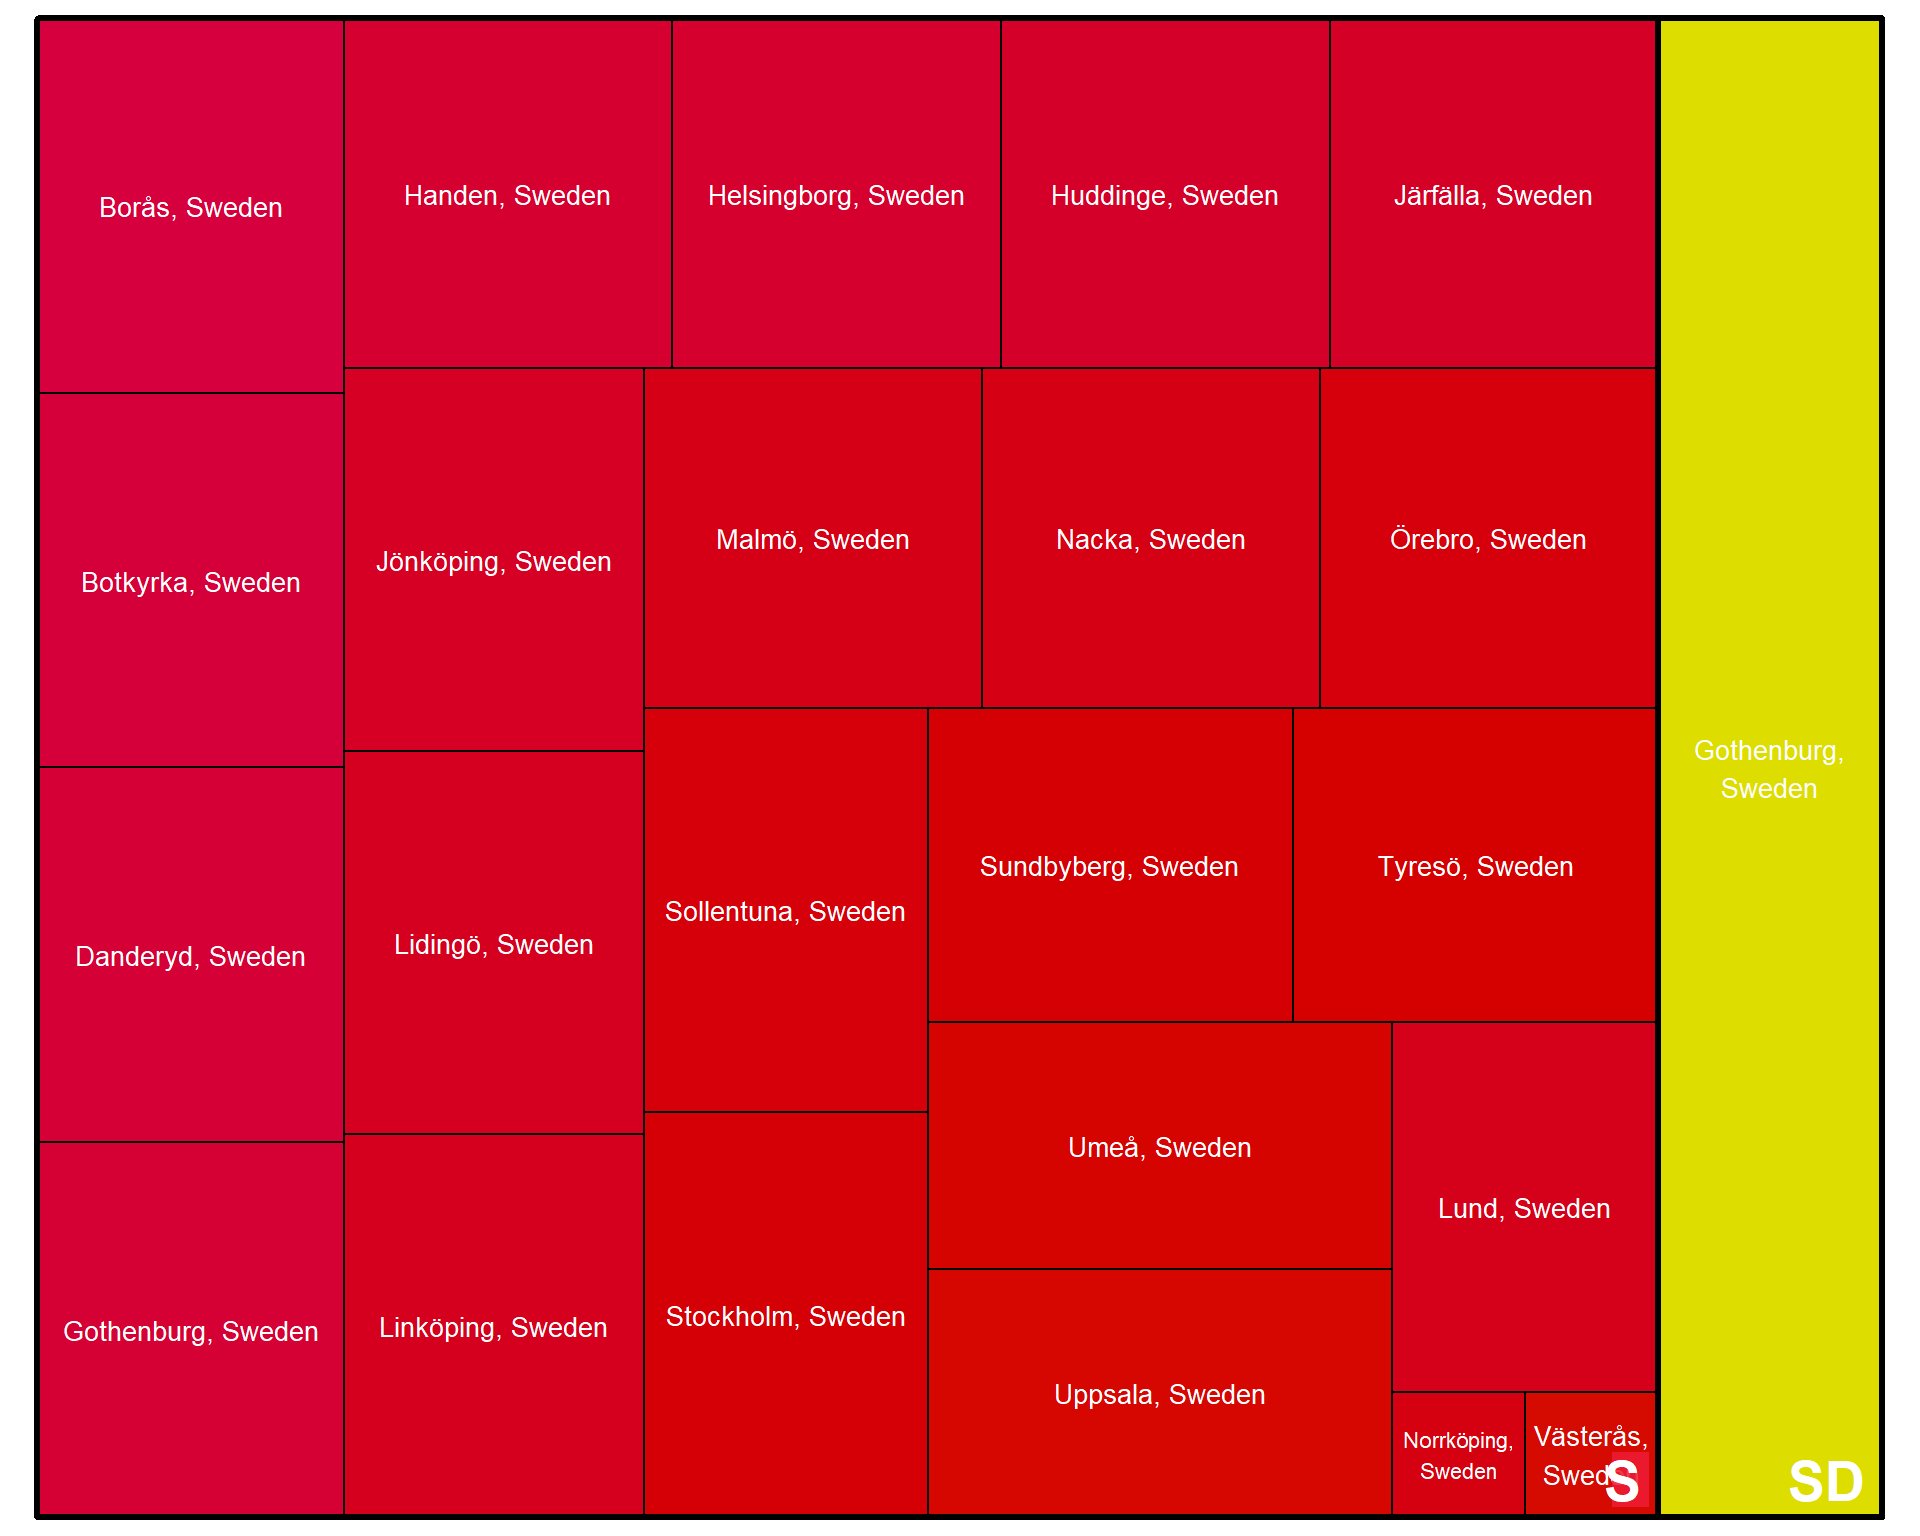 Borås, Sweden
Handen, Sweden
Helsingborg, Sweden
Huddinge, Sweden
Järfälla, Sweden
Botkyrka, Sweden
Jönköping, Sweden
Malmö, Sweden
Nacka, Sweden
Örebro, Sweden
Danderyd, Sweden
Lidingö, Sweden
Sollentuna, Sweden
Sundbyberg, Sweden
Tyresö, Sweden
Gothenburg,
Sweden
Gothenburg, Sweden
Linköping, Sweden
Stockholm, Sweden
Umeå, Sweden
Uppsala, Sweden
Lund, Sweden
Norrköping,
Sweden
Västerås,
Swed
S
SD